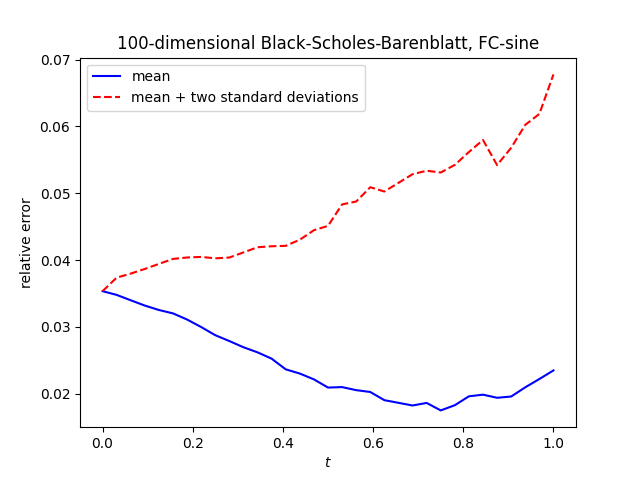 100-dimensional Black-Scholes-Barenblatt, FC-sine
mean
mean + two standard deviations
relative error
0.07
0.06
0.05
0.04
0.03
0.02
0.0 0.2 0.4 0.6 0.8 1.0
t